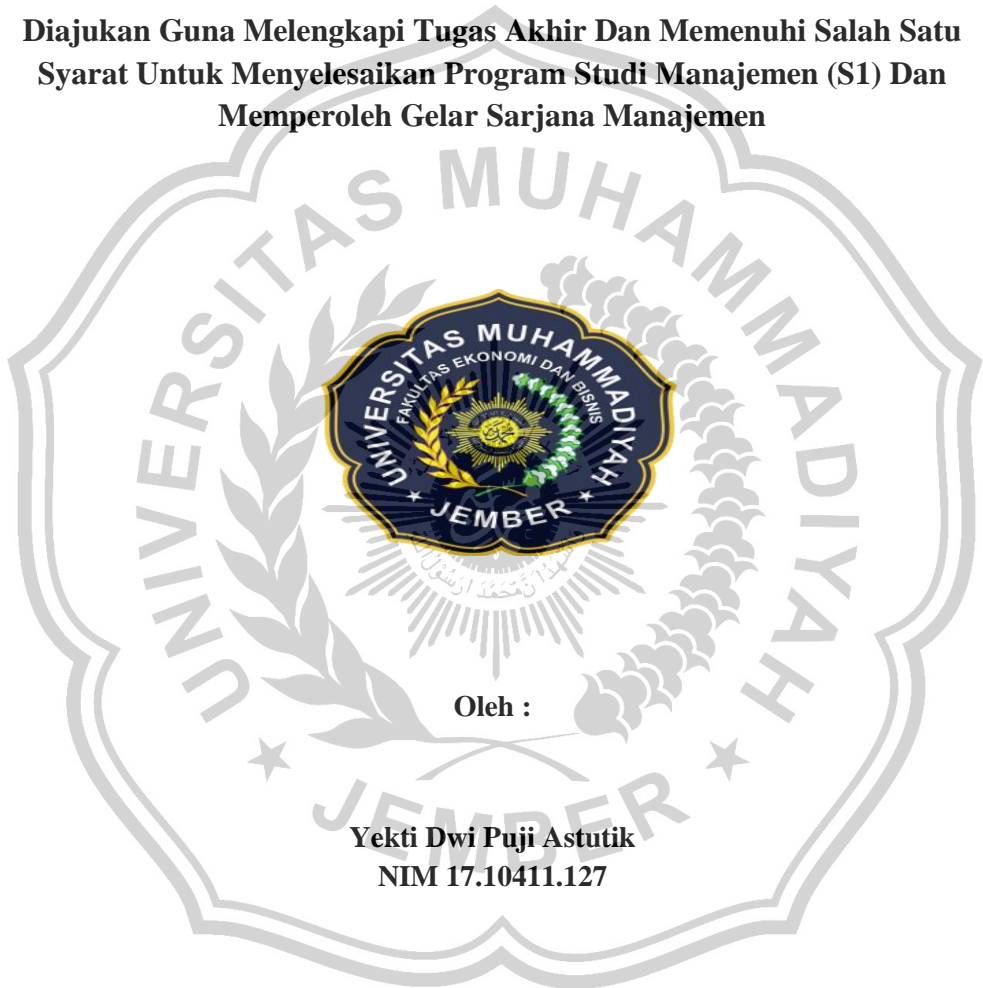 Diajukan Guna Melengkapi Tugas Akhir Dan Memenuhi Salah Satu
Syarat Untuk Menyelesaikan Program Studi Manajemen (S1) Dan
Memperoleh Gelar Sarjana Manajemen
UNIVERSITAS MUHAMMADIYAH
UNIVERSITAS MUHAMMADIYAH
FAKULTAS EKONOMI DAN BISNIS
JEMBER
Oleh :
JEMBER
Yekti Dwi Puji Astutik
NIM 17.10411.127